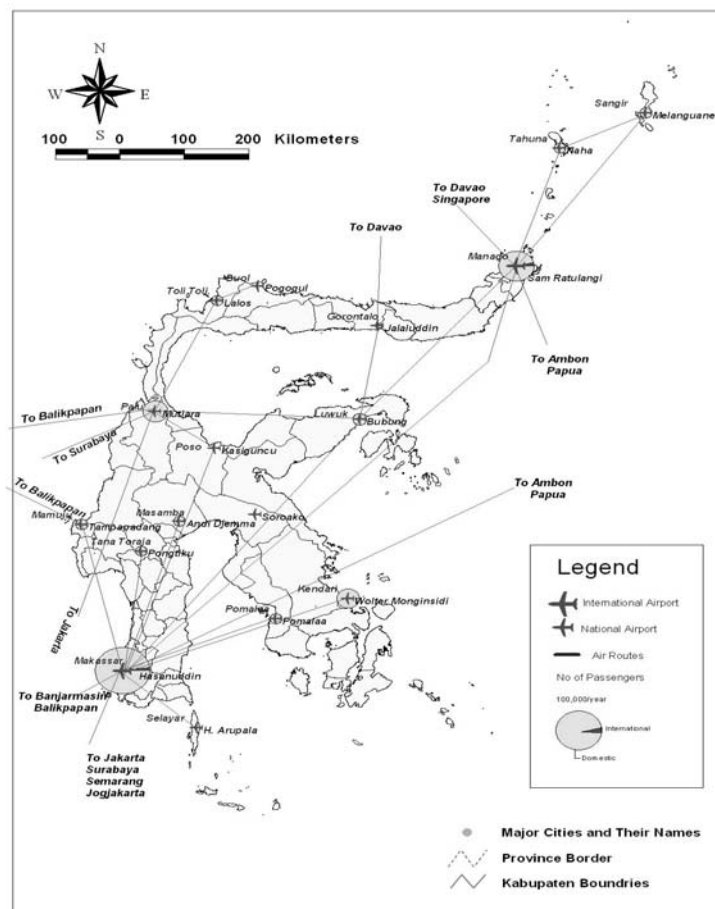 N
W E
S
100 0 100 200 Kilometers
Sangir
Melanguane
Tahuna
Naha
To Davao
Singapore
To Davao
Manado
Sam Ratulangi
Buol
Pogogul
Toli Toli
Lalos
Gorontalo
Jalaluddin
To Ambon
Papua
To Balikpapan
Palu
Mutiara
Luwuk
Bubung
To Surabaya
Poso
Kasiguncu
To Ambon
Papua
To Balikpapan
Mamuju
Tampapadang
Masamba
Andi Djemma
Soroako
Tana Toraja
Pongtiku
Kendari
Wolter Monginsidi
Pomalaa
Pomalaa
To Jakarta
Makassar
Hasanuddin
To Banjarmasin
Balikpapan
Selayar
H. Arupala
To Jakarta
Surabaya
Semarang
Jogjakarta
Legend
International Airport
National Airport
Air Routes
No of Passengers
100,000/year
International
Domestic
Major Cities and Their Names
Province Border
Kabupaten Boundries